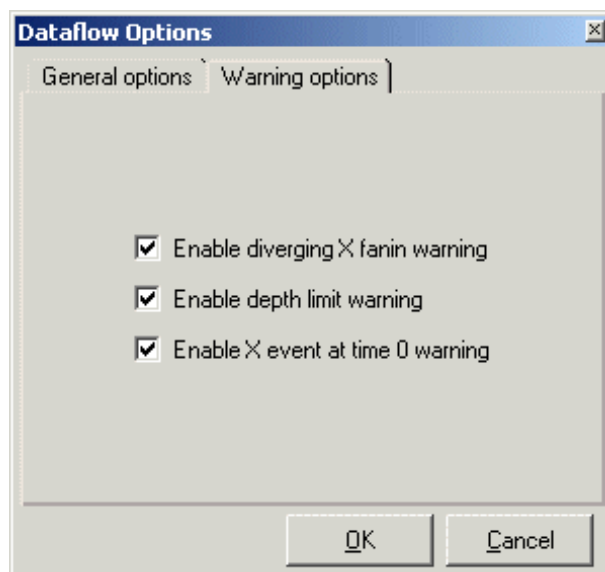 Dataflow Options
General options Warning options
Enable diverging X fanin warning
Enable depth limit warning
Enable X event at time 0 warning
OK Cancel